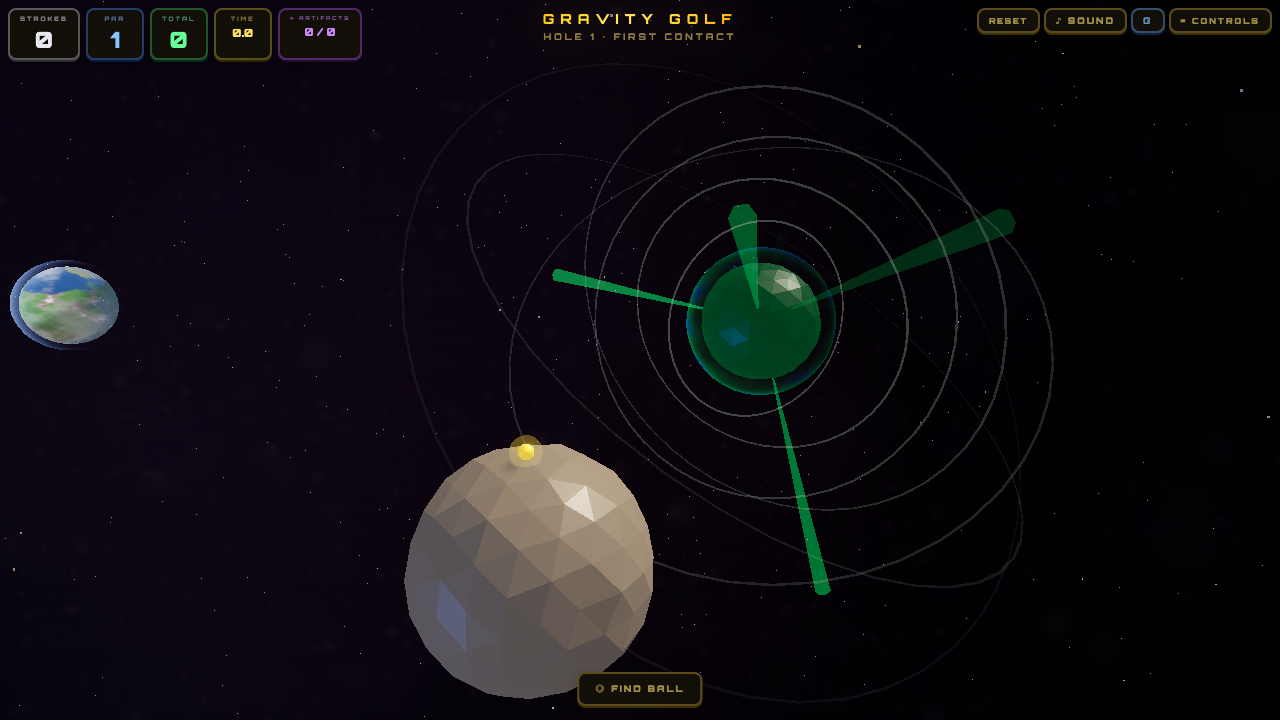 STROKES
0
PAR
1
TOTAL
0
TIME
0.0
✦ ARTIFACTS
0 / 0
GRAVITY GOLF
HOLE 1 · FIRST CONTACT
RESET
♪ SOUND
G
≡ CONTROLS
◎ FIND BALL